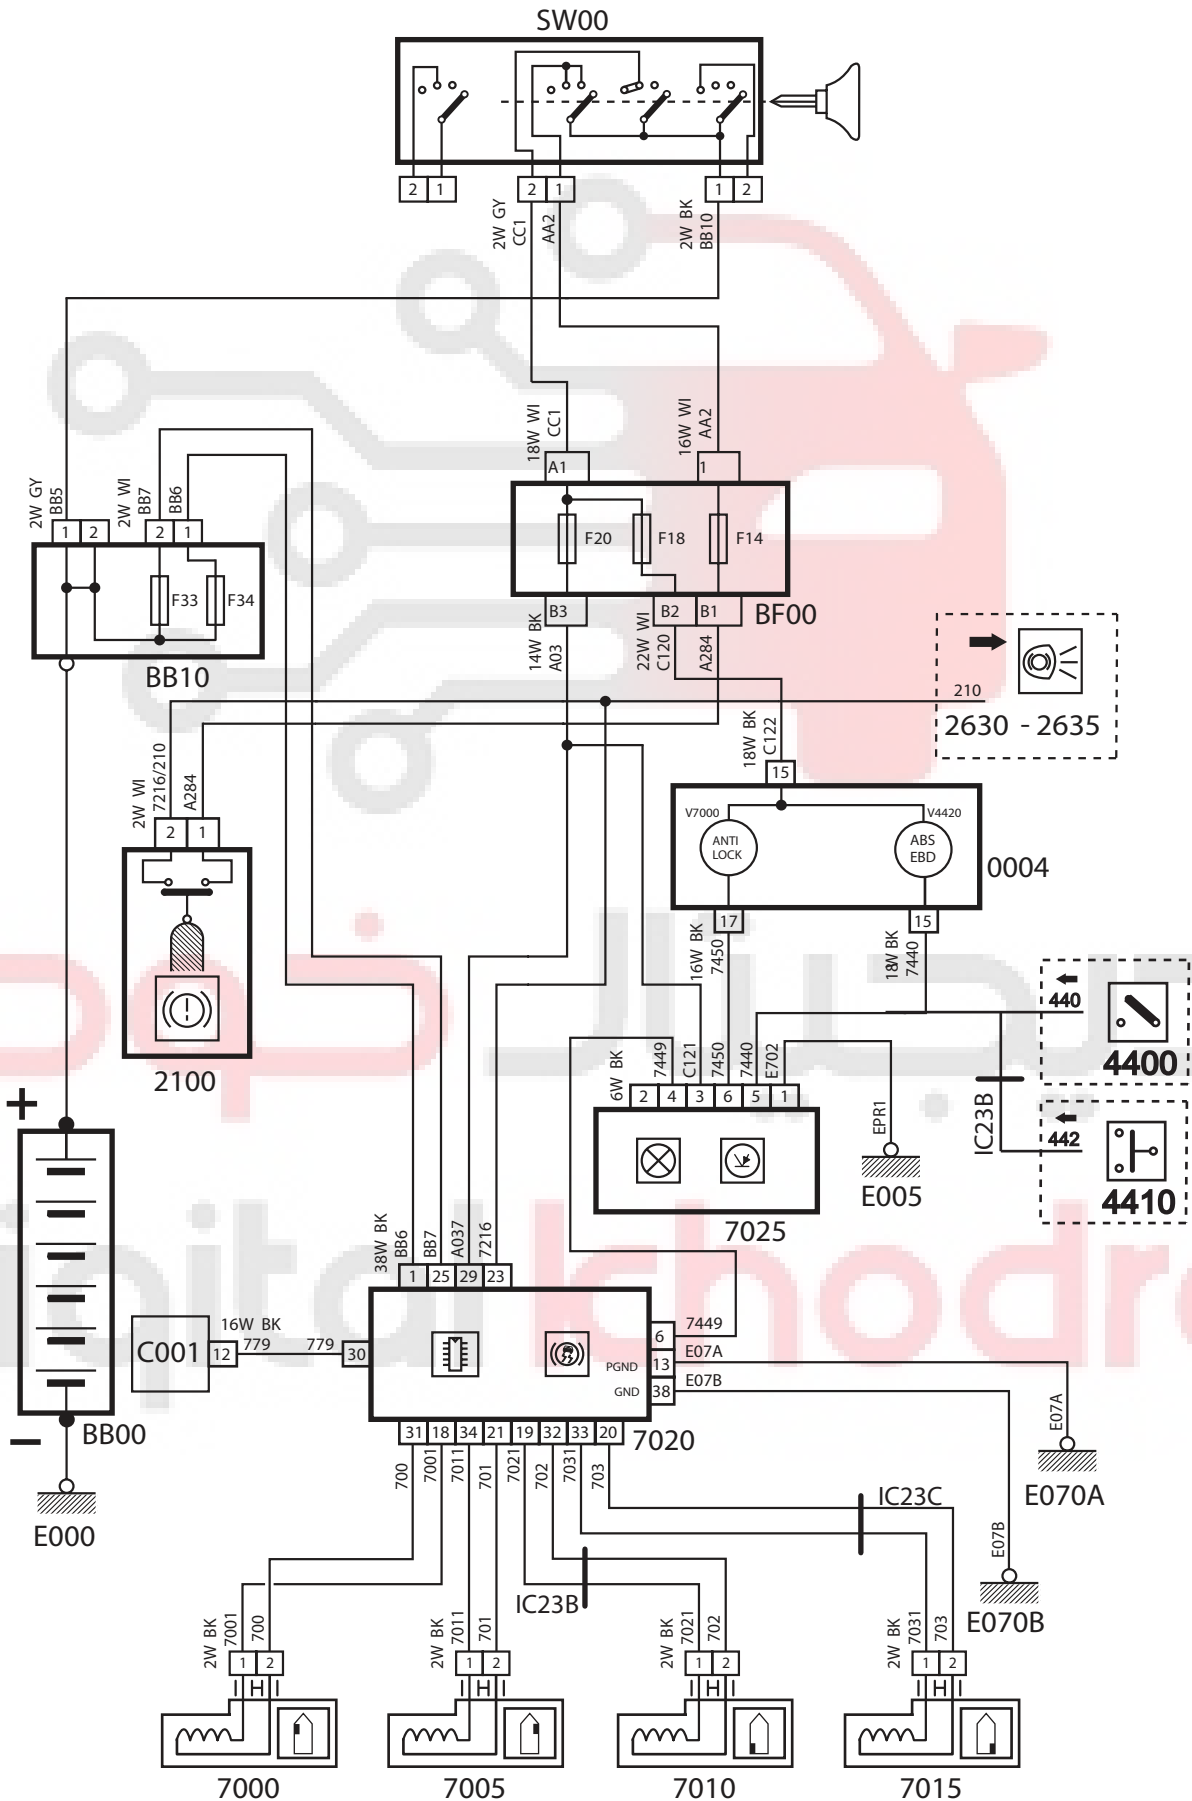 SW00
2 1 2 1 1 2
2W GY
CC1
AA2
2W BK
BB10
18W WI
CC1
16W WI
AA2
A1 1
F20 F18 F14
B3 B2 B1
BF00
14W BK
A03
22W WI
C120
A284
2W GY
BB5
2W WI
BB7
BB6
1 2 2 1
F33 F34
BB10
210
2630 - 2635
18W BK
C122
15
V7000 V4420
ANTI
LOCK
ABS
EBD
0004
17 15
16W BK
7450
18W BK
7440
2W WI
7216/210
A284
2 1
2100
440
4400
IC23B
442
4410
6W BK
7449
C121
7450
7440
E702
2 4 3 6 5 1
7025
EPR1
E005
+
−
BB00
E000
38W BK
BB6
BB7
A037
7216
1 25 29 23
C001
16W BK
12 779 779 30
6 7449
PGND 13 E07A
GND 38 E07B
31 18 34 21 19 32 33 20
7020
700
7001
7011
701
7021
702
7031
703
E07A
E070A
E07B
E070B
IC23C
IC23B
2W BK
7001
700
2W BK
7011
701
2W BK
7021
702
2W BK
7031
703
1 2 1 2 1 2 1 2
7000 7005 7010 7015
دیجیتال خودرو
digital khodro